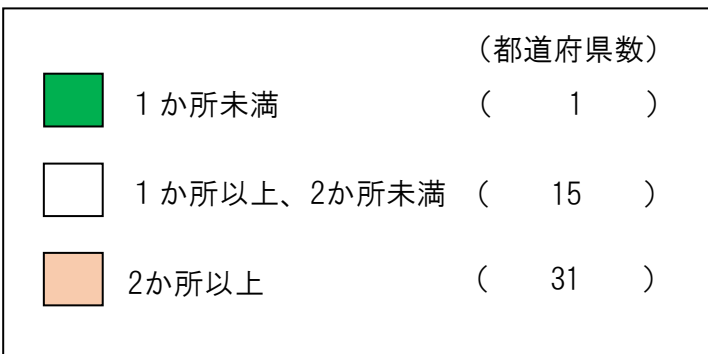 （都道府県数）
１か所未満 （ 1 ）
１か所以上、2か所未満 （ 15 ）
2か所以上 （ 31 ）